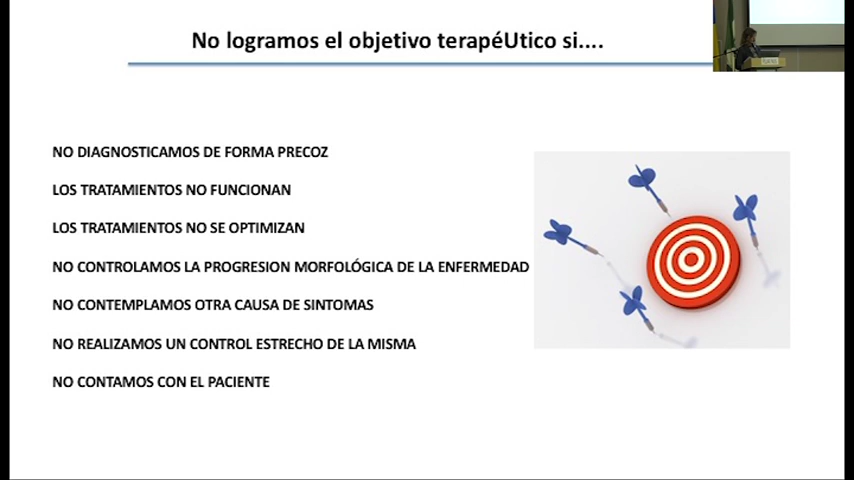 No logramos el objetivo terapéUtico si....
NO DIAGNOSTICAMOS DE FORMA PRECOZ
LOS TRATAMIENTOS NO FUNCIONAN
LOS TRATAMIENTOS NO SE OPTIMIZAN
NO CONTROLAMOS LA PROGRESION MORFOLÓGICA DE LA ENFERMEDAD
NO CONTEMPLAMOS OTRA CAUSA DE SINTOMAS
NO REALIZAMOS UN CONTROL ESTRECHO DE LA MISMA
NO CONTAMOS CON EL PACIENTE